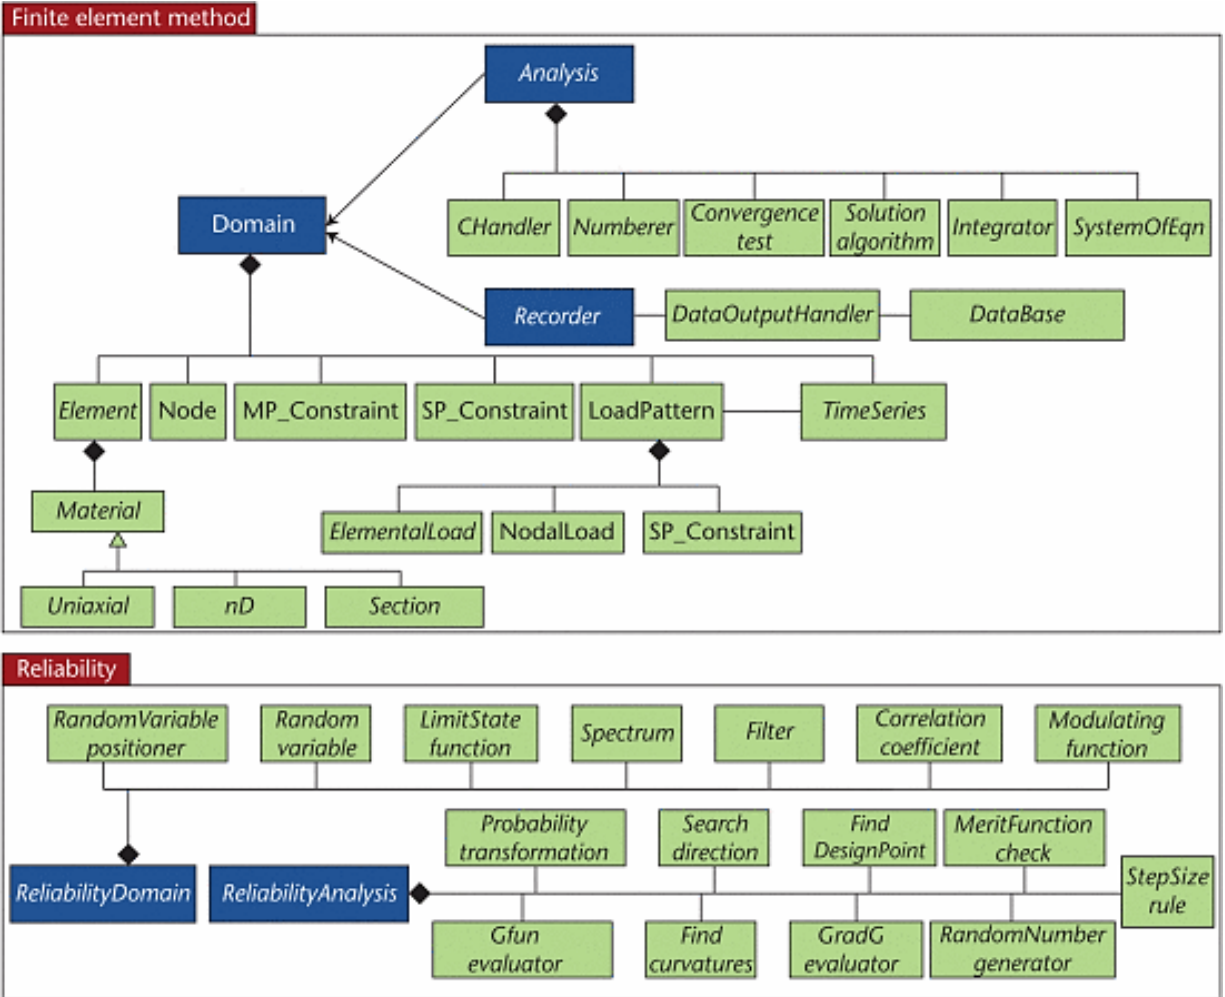 Finite element method
Analysis
Domain
CHandler
Numberer
Convergence
test
Solution
algorithm
Integrator
SystemOfEqn
Recorder
DataOutputHandler
DataBase
Element
Node
MP_Constraint
SP_Constraint
LoadPattern
TimeSeries
Material
ElementalLoad
NodalLoad
SP_Constraint
Uniaxial
nD
Section
Reliability
RandomVariable
positioner
Random
variable
LimitState
function
Spectrum
Filter
Correlation
coefficient
Modulating
function
Probability
transformation
Search
direction
Find
DesignPoint
MeritFunction
check
StepSize
rule
ReliabilityDomain
ReliabilityAnalysis
Gfun
evaluator
Find
curvatures
GradG
evaluator
RandomNumber
generator